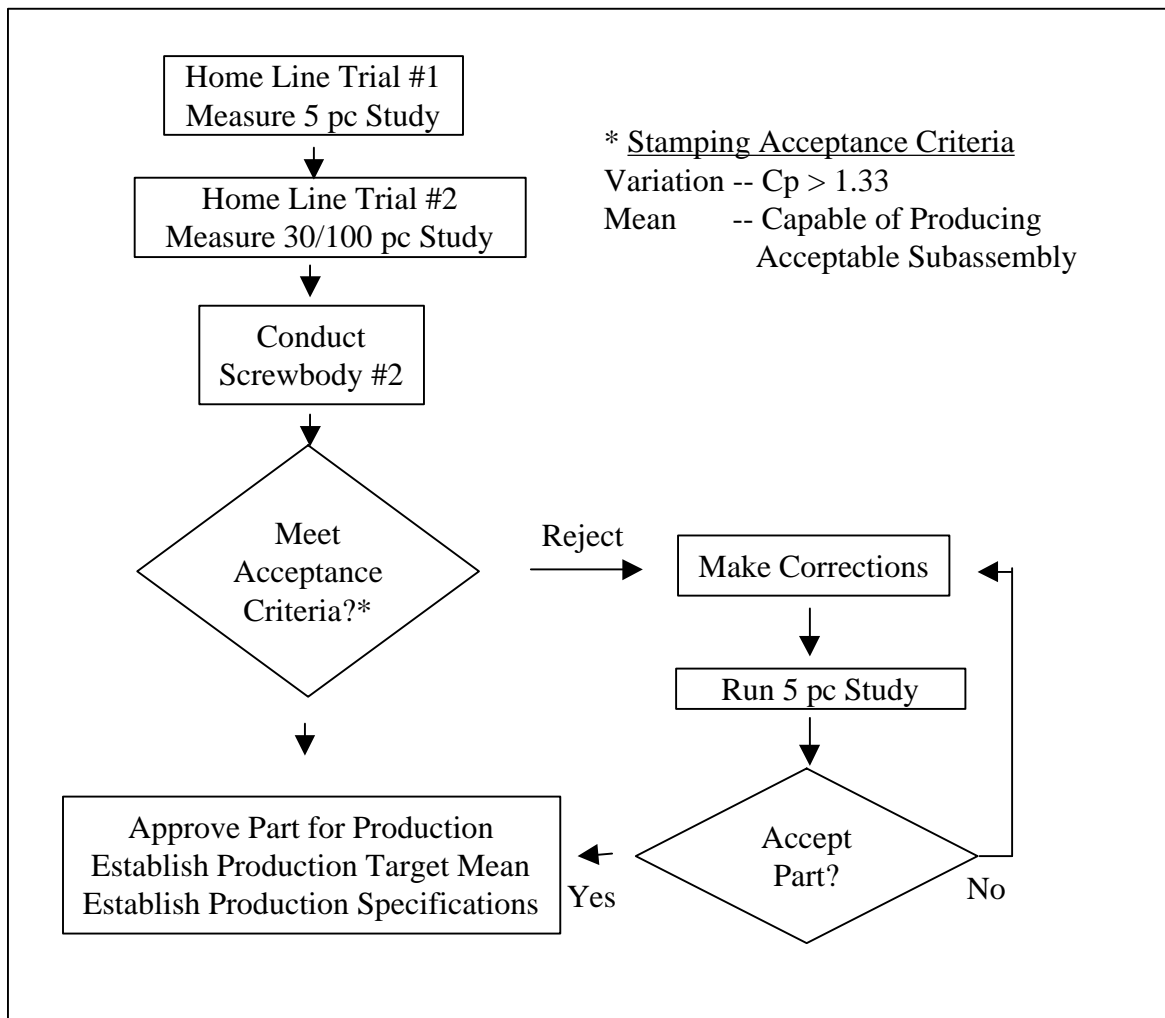 Home Line Trial #1
Measure 5 pc Study
* Stamping Acceptance Criteria
Variation -- Cp > 1.33
Mean -- Capable of Producing
Acceptable Subassembly
Home Line Trial #2
Measure 30/100 pc Study
Conduct
Screwbody #2
Meet
Acceptance
Criteria?*
Reject
Make Corrections
Run 5 pc Study
Accept
Part?
No
Yes
Approve Part for Production
Establish Production Target Mean
Establish Production Specifications